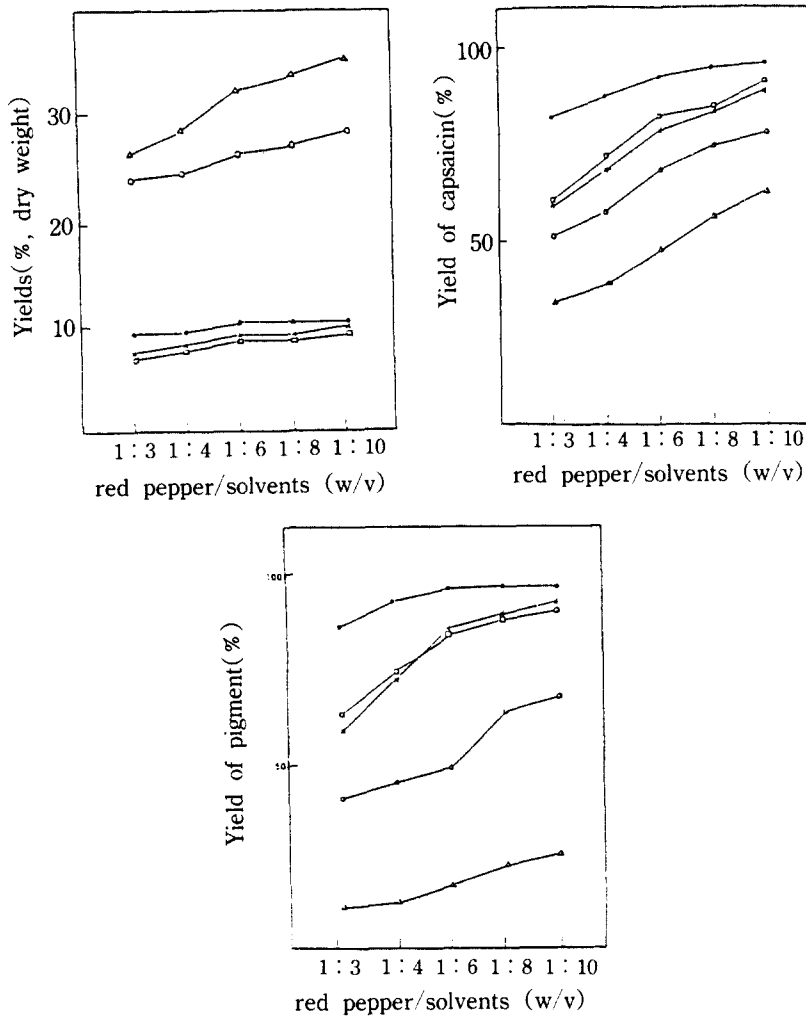 Yields(%, dry weight)
30
20
10
1 : 3 1 : 4 1 : 6 1 : 8 1 : 10
red pepper/solvents (w/v)
Yield of capsaicin(%)
100
50
1 : 3 1 : 4 1 : 6 1 : 8 1 : 10
red pepper/solvents (w/v)
Yield of pigment(%)
100
50
1 : 3 1 : 4 1 : 6 1 : 8 1 : 10
red pepper/solvents (w/v)